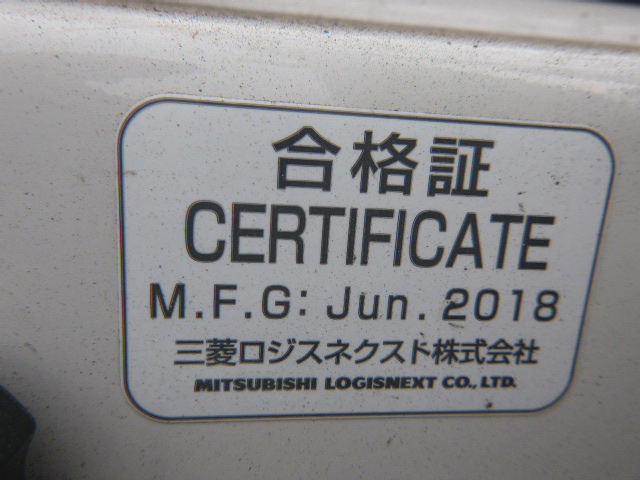 合格証
CERTIFICATE
M.F.G: Jun. 2018
三菱ロジスネクスト株式会社
MITSUBISHI LOGISNEXT CO., LTD.